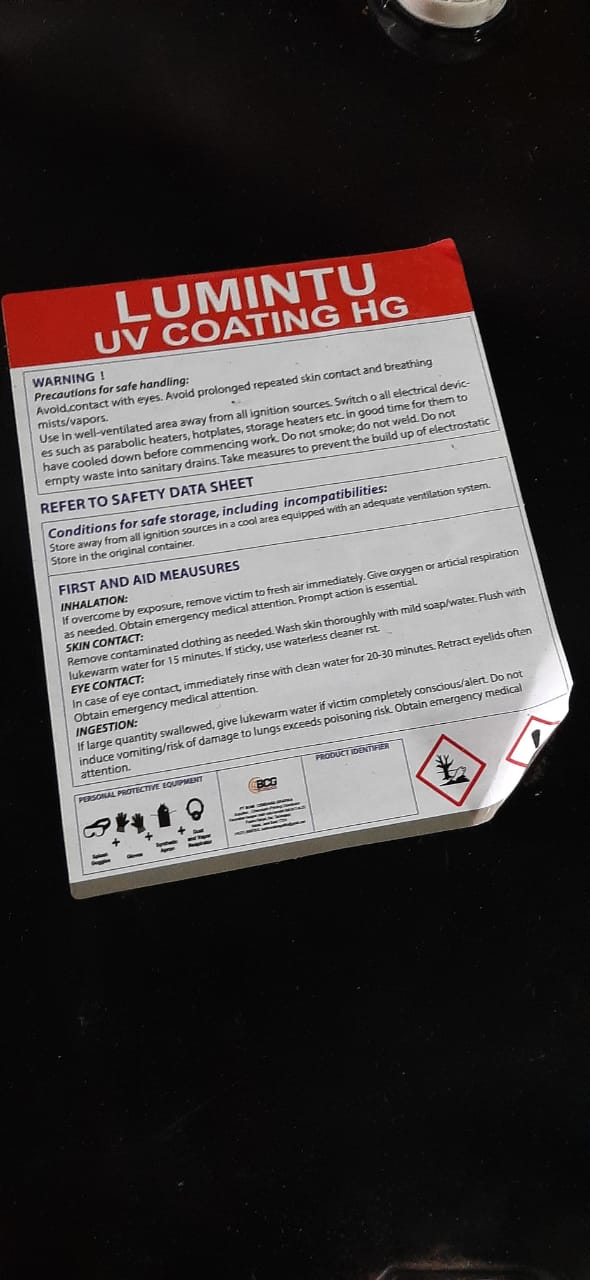 LUMINTU
UV COATING HG
WARNING !
Precautions for safe handling:
Avoid.contact with eyes. Avoid prolonged repeated skin contact and breathing
mists/vapors.
Use in well-ventilated area away from all ignition sources. Switch o all electrical devic-
es such as parabolic heaters, hotplates, storage heaters etc. in good time for them to
have cooled down before commencing work. Do not smoke; do not weld. Do not
empty waste into sanitary drains. Take measures to prevent the build up of electrostatic
REFER TO SAFETY DATA SHEET
Conditions for safe storage, including incompatibilities:
Store away from all ignition sources in a cool area equipped with an adequate ventilation system.
Store in the original container.
FIRST AND AID MEAUSURES
INHALATION:
If overcome by exposure, remove victim to fresh air immediately. Give oxygen or articial respiration
as needed. Obtain emergency medical attention. Prompt action is essential.
SKIN CONTACT:
Remove contaminated clothing as needed. Wash skin thoroughly with mild soap/water. Flush with
lukewarm water for 15 minutes. If sticky, use waterless cleaner rst.
EYE CONTACT:
In case of eye contact, immediately rinse with clean water for 20-30 minutes. Retract eyelids often
Obtain emergency medical attention.
INGESTION:
If large quantity swallowed, give lukewarm water if victim completely conscious/alert. Do not
induce vomiting/risk of damage to lungs exceeds poisoning risk. Obtain emergency medical
attention.
PERSONAL PROTECTIVE EQUIPMENT
+
+
+
Splash
Goggles
Gloves
Synthetic
Apron
Dust
and Vapor
Respirator
BCG
PRODUCT IDENTIFIER